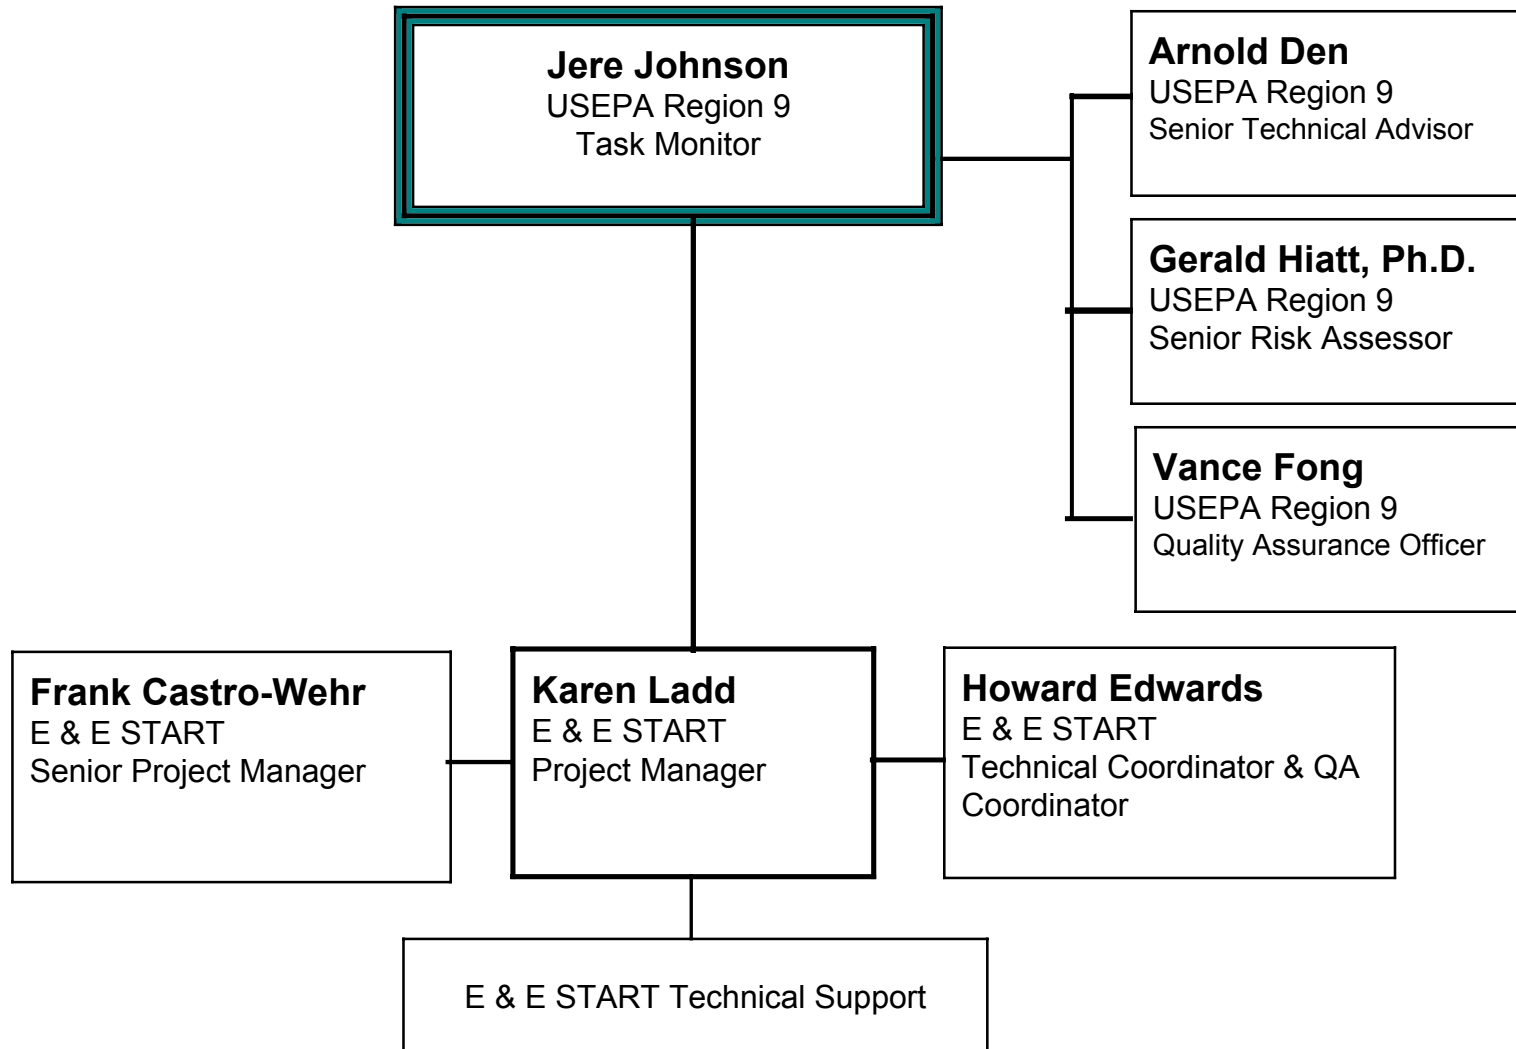 Jere Johnson
USEPA Region 9
Task Monitor
Arnold Den
USEPA Region 9
Senior Technical Advisor
Gerald Hiatt, Ph.D.
USEPA Region 9
Senior Risk Assessor
Vance Fong
USEPA Region 9
Quality Assurance Officer
Frank Castro-Wehr
E & E START
Senior Project Manager
Karen Ladd
E & E START
Project Manager
Howard Edwards
E & E START
Technical Coordinator & QA
Coordinator
E & E START Technical Support